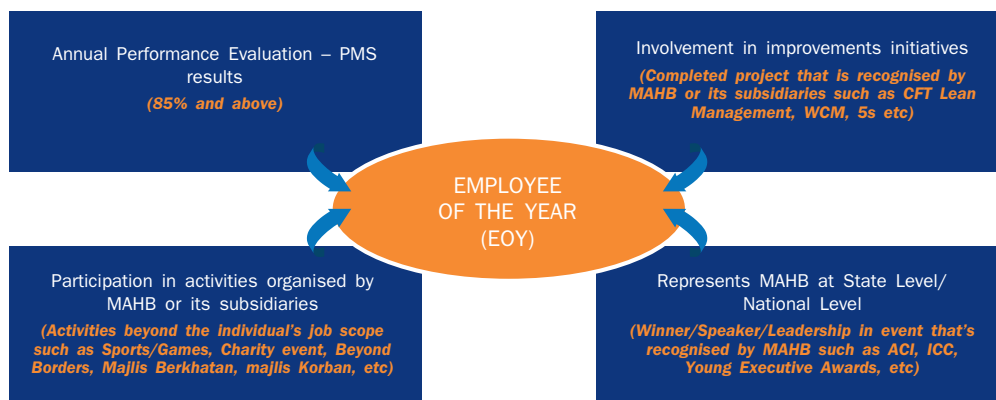 Annual Performance Evaluation – PMS
results
(85% and above)
Involvement in improvements initiatives
(Completed project that is recognised by
MAHB or its subsidiaries such as CFT Lean
Management, WCM, 5s etc)
EMPLOYEE
OF THE YEAR
(EOY)
Participation in activities organised by
MAHB or its subsidiaries
(Activities beyond the individual's job scope
such as Sports/Games, Charity event, Beyond
Borders, Majlis Berkhatan, majlis Korban, etc)
Represents MAHB at State Level/
National Level
(Winner/Speaker/Leadership in event that's
recognised by MAHB such as ACI, ICC,
Young Executive Awards, etc)